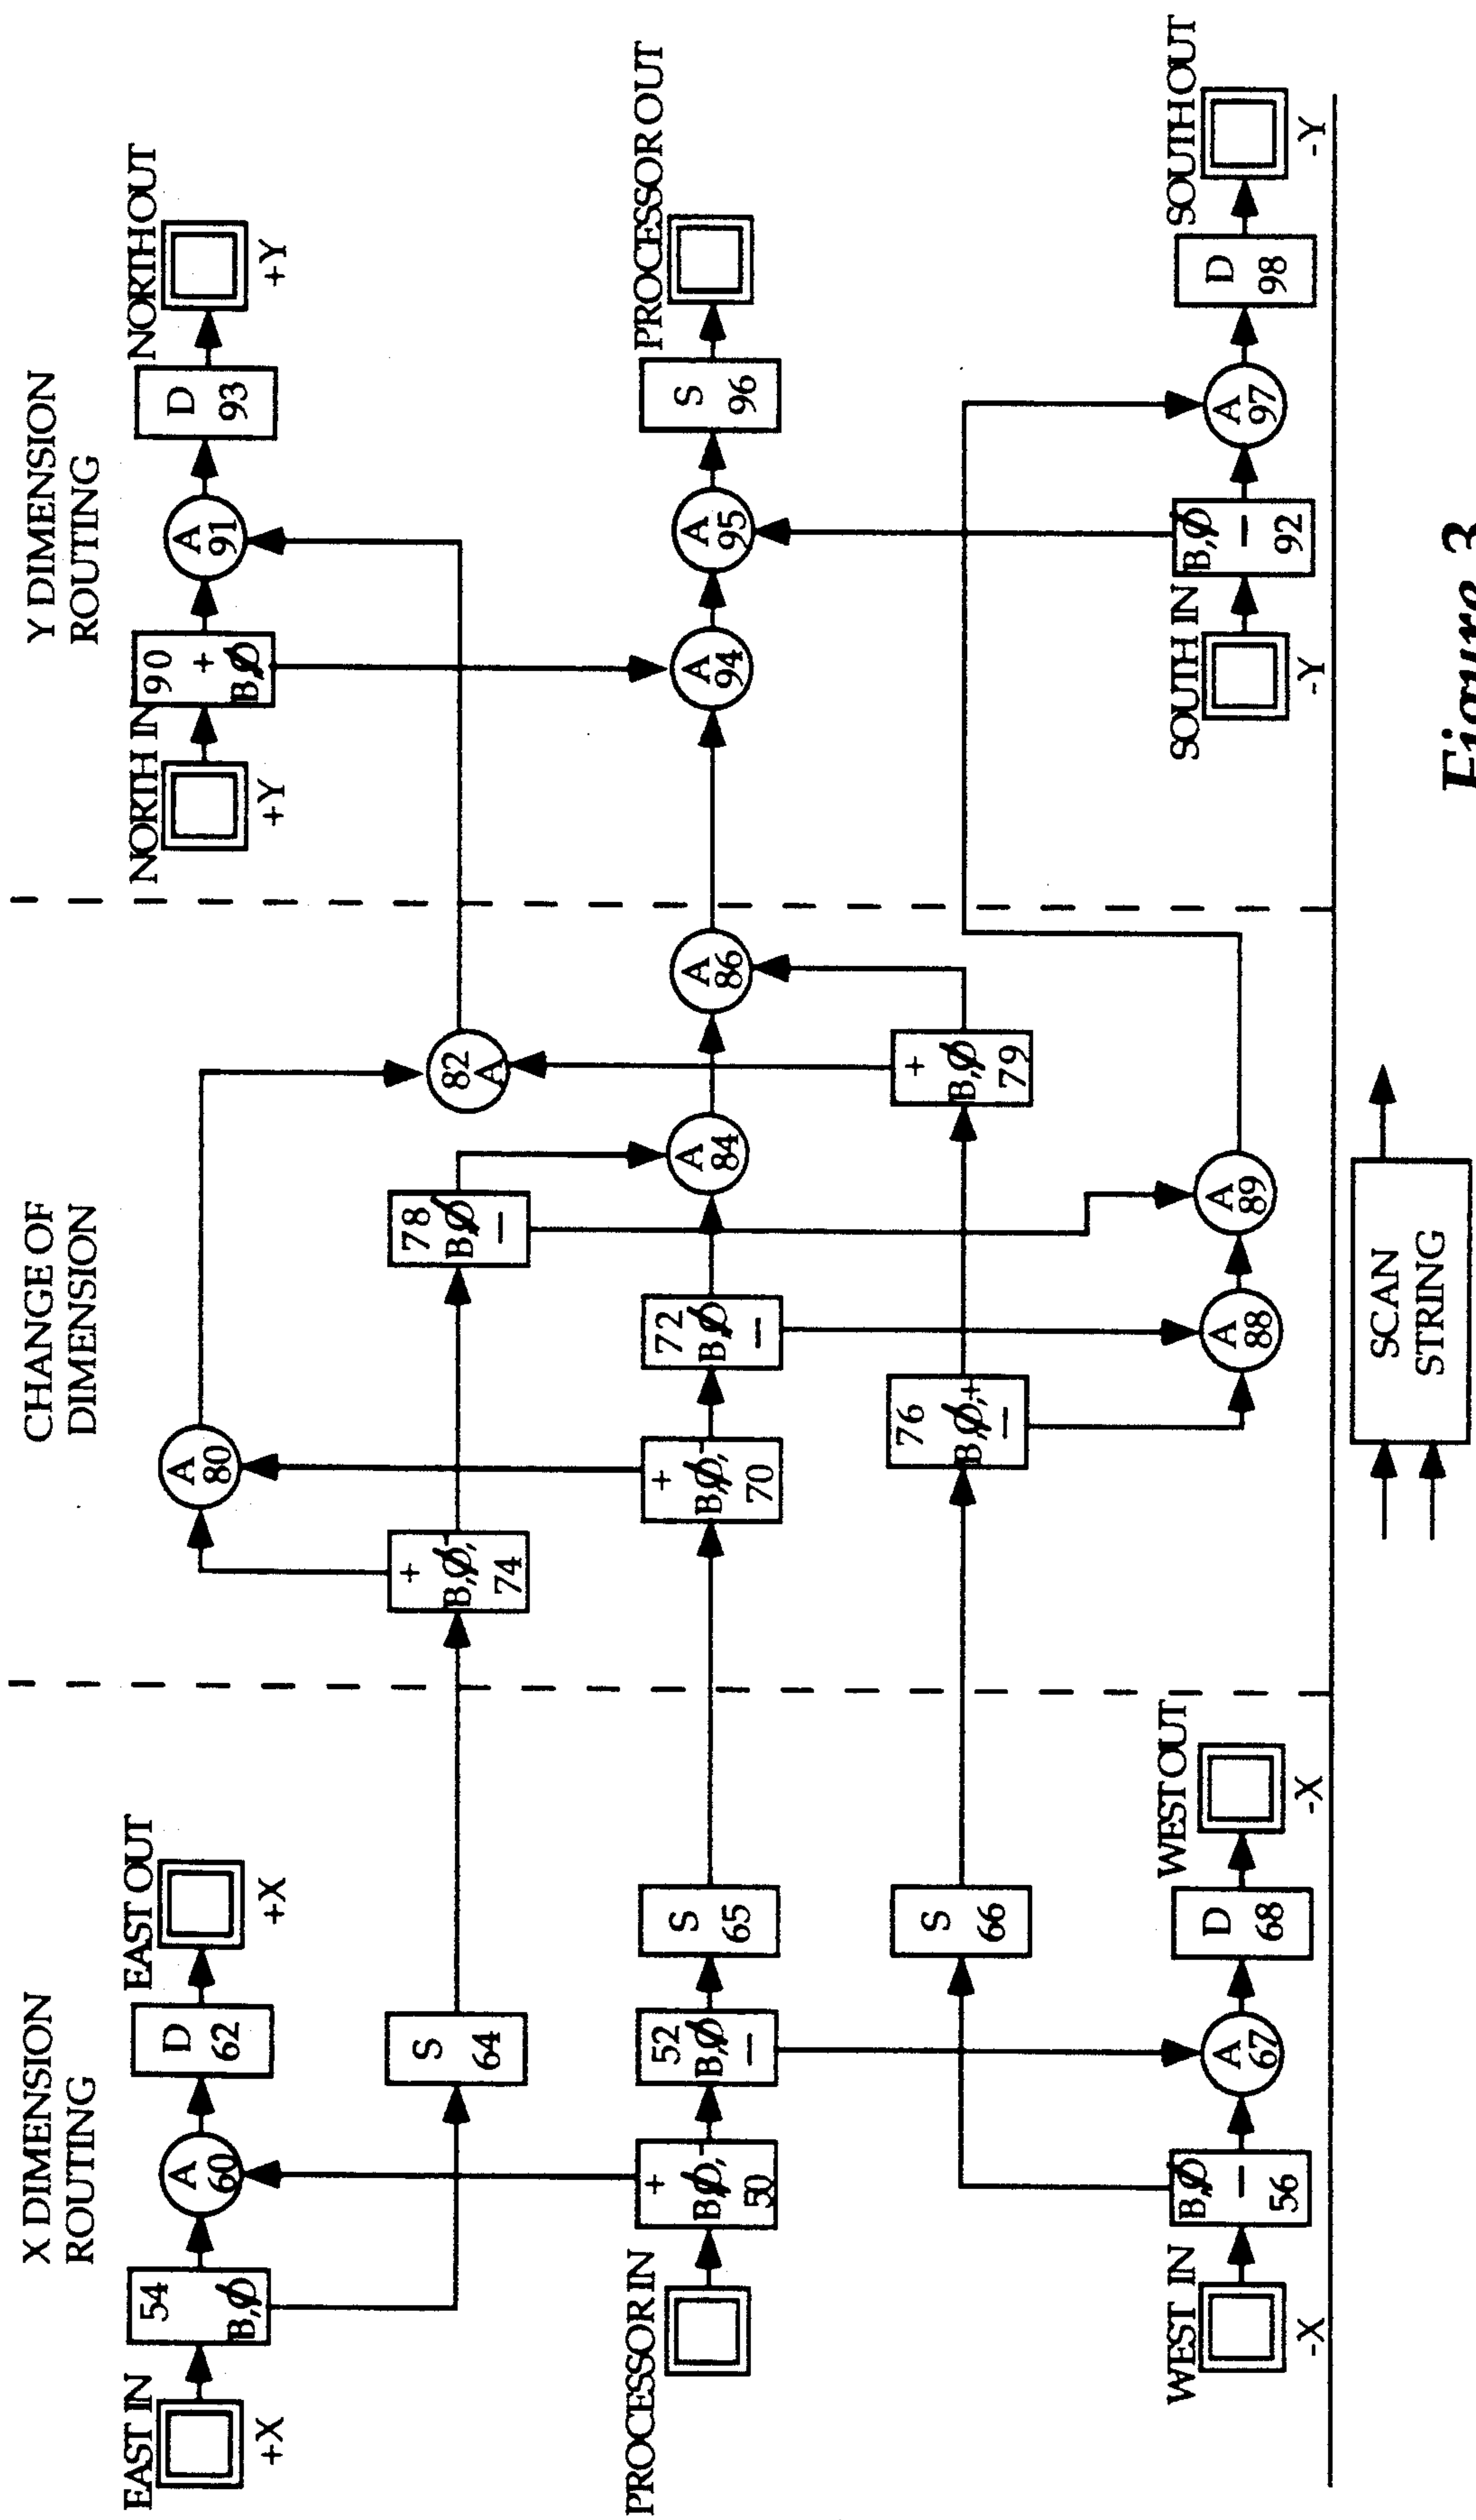 X DIMENSION
ROUTING
CHANGE OF
DIMENSION
Y DIMENSION
ROUTING
EAST IN
+X
54
B,Ø
A
60
D
62
EAST OUT
+X
S
64
PROCESSOR IN
+
B,Ø,-
50
52
B,Ø
—
S
65
S
66
WEST IN
-X
B,Ø
—
56
A
67
D
68
WEST OUT
-X
+
B,Ø,-
74
A
80
+
B,Ø,-
70
72
B,Ø
—
76
B,Ø,+
—
78
B,Ø
—
A
84
A
88
A
89
82
A
+
B,Ø
79
A
86
NORTH IN
+Y
90
+
B,Ø
A
91
D
93
NORTH OUT
+Y
A
94
A
95
S
96
PROCESSOR OUT
SOUTH IN
-Y
B,Ø
—
92
A
97
D
98
SOUTH OUT
-Y
SCAN
STRING
Figure 3